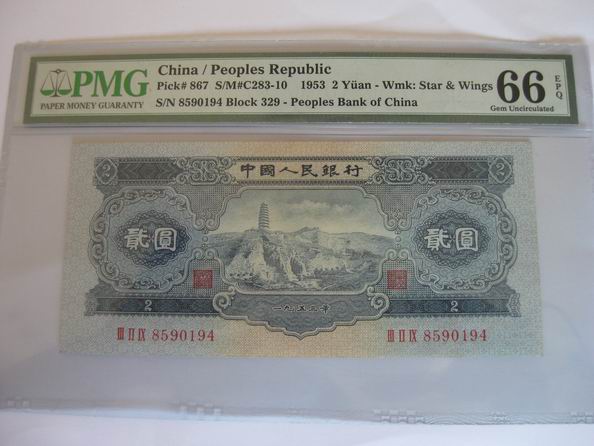 PMG
PAPER MONEY GUARANTY
China / Peoples Republic
Pick# 867 S/M#C283-10 1953 2 Yüan - Wmk: Star & Wings
S/N 8590194 Block 329 - Peoples Bank of China
66 EPQ
Gem Uncirculated
2 中國人民銀行 2
貳圓 貳圓
2 一九五三年 2
III II IX 8590194 III II IX 8590194